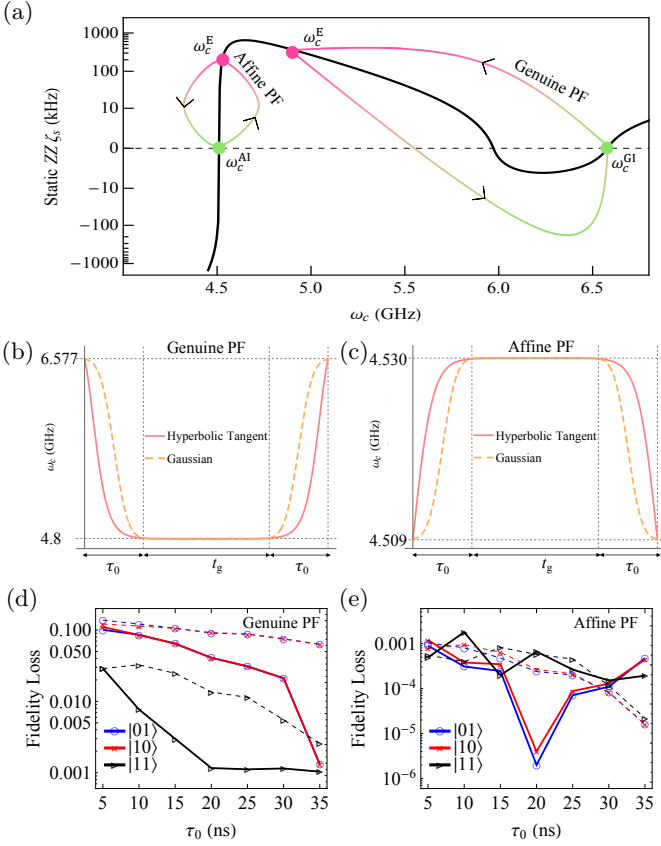 (a)
1000
100
10
0
-10
-100
-1000
Static ZZ ζs (kHz)
ω_c^E
Affine PF
ω_c^AI
ω_c^E
Genuine PF
ω_c^GI
4.5
5.0
5.5
6.0
6.5
ω_c (GHz)
(b)
Genuine PF
6.577
ω_c (GHz)
Hyperbolic Tangent
Gaussian
4.8
τ_0
t_g
τ_0
(c)
Affine PF
4.530
ω_c (GHz)
Hyperbolic Tangent
Gaussian
4.509
τ_0
t_g
τ_0
(d)
Genuine PF
0.100
0.050
0.010
0.005
0.001
Fidelity Loss
|01⟩
|10⟩
|11⟩
5 10 15 20 25 30 35
τ_0 (ns)
(e)
Affine PF
0.001
10^-4
10^-5
10^-6
Fidelity Loss
|01⟩
|10⟩
|11⟩
5 10 15 20 25 30 35
τ_0 (ns)